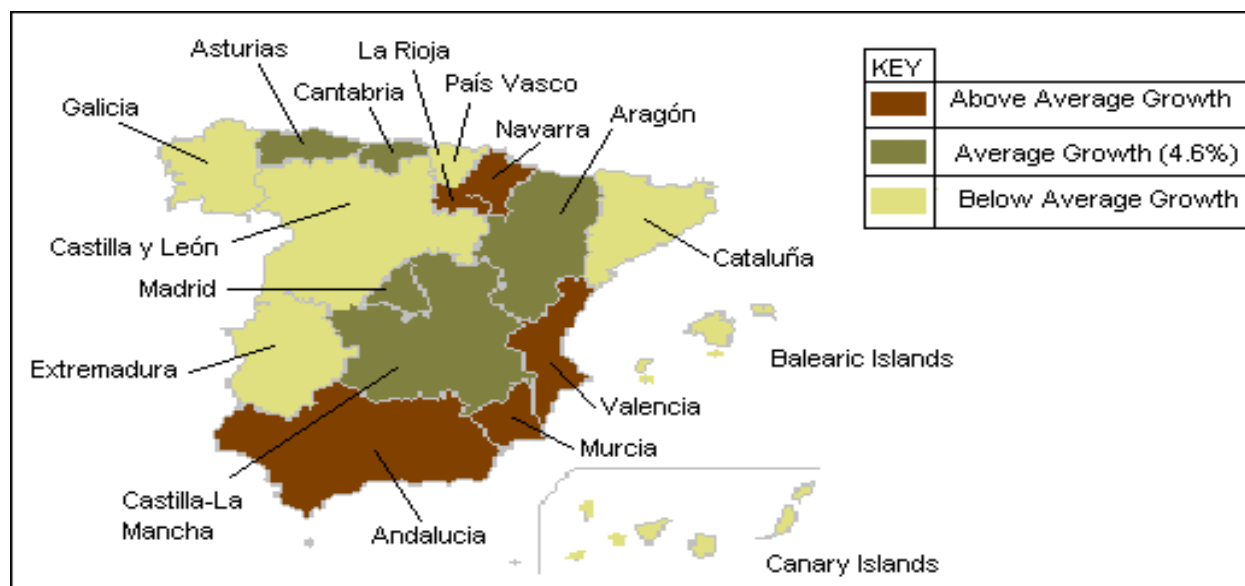 Asturias
La Rioja
País Vasco
Cantabria
Galicia
Navarra
Aragón
Castilla y León
Madrid
Cataluña
Extremadura
Balearic Islands
Valencia
Murcia
Castilla-La
Mancha
Andalucia
Canary Islands
KEY
Above Average Growth
Average Growth (4.6%)
Below Average Growth